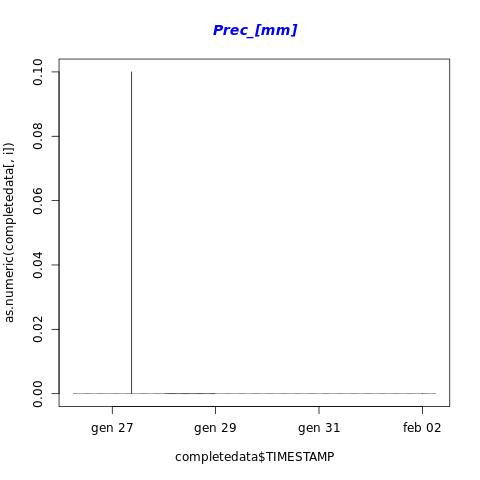 Prec_[mm]
as.numeric(completedata[, i])
0.10
0.08
0.06
0.04
0.02
0.00
gen 27
gen 29
gen 31
feb 02
completedata$TIMESTAMP